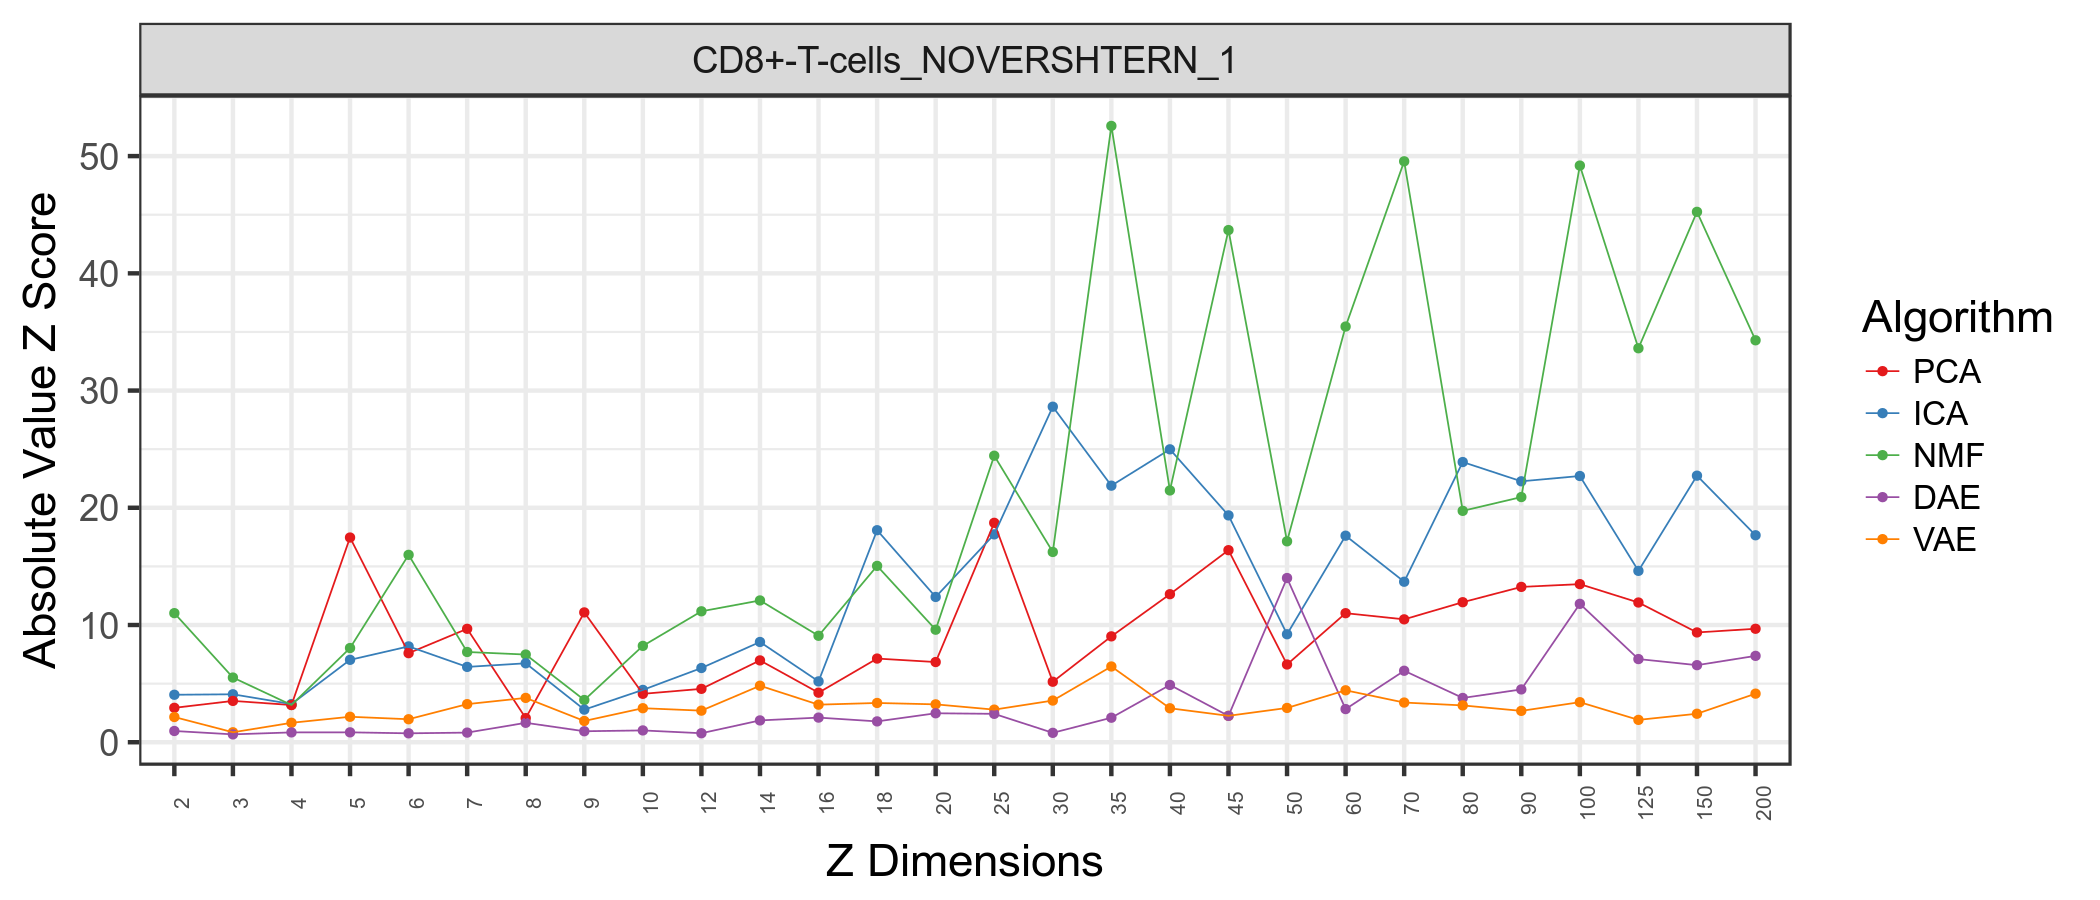 CD8+-T-cells_NOVERSHTERN_1
Absolute Value Z Score
50
40
30
20
10
0
2 3 4 5 6 7 8 9 10 12 14 16 18 20 25 30 35 40 45 50 60 70 80 90 100 125 150 200
Z Dimensions
Algorithm
PCA
ICA
NMF
DAE
VAE